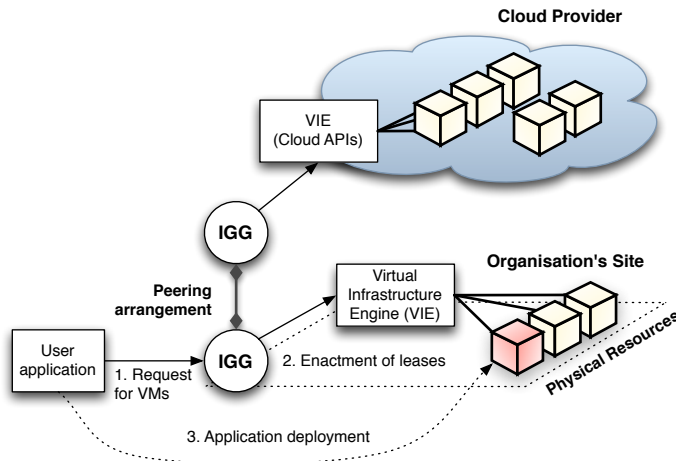 Cloud Provider
VIE
(Cloud APIs)
IGG
Peering
arrangement
Virtual
Infrastructure
Engine (VIE)
Organisation's Site
User
application
1. Request
for VMs
IGG
2. Enactment of leases
Physical Resources
3. Application deployment